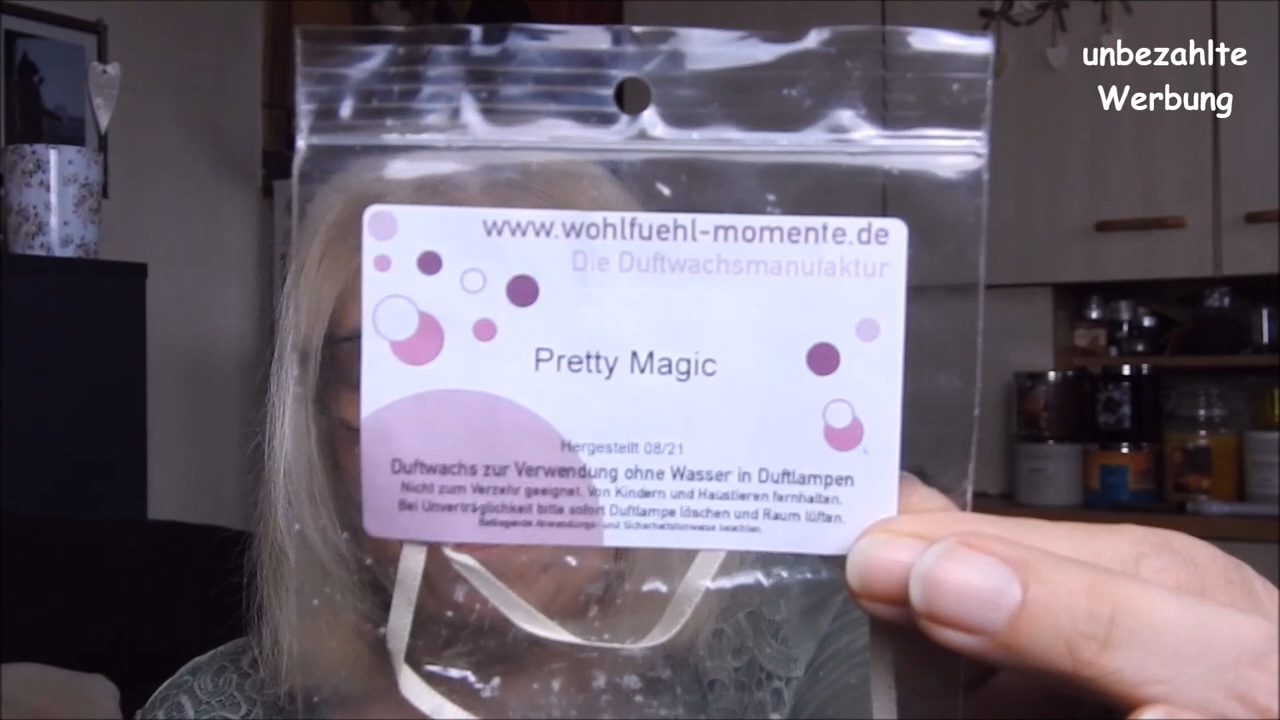 unbezahlte
Werbung
www.wohlfuehl-momente.de
Die Duftwachsmanufaktur
Pretty Magic
Hergestellt 08/21
Duftwachs zur Verwendung ohne Wasser in Duftlampen
Nicht zum Verzehr geeignet. Von Kindern und Haustieren fernhalten.
Bei Unverträglichkeit bitte sofort Duftlampe löschen und Raum lüften.
Beiliegende Anwendungs- und Sicherheitshinweise beachten.